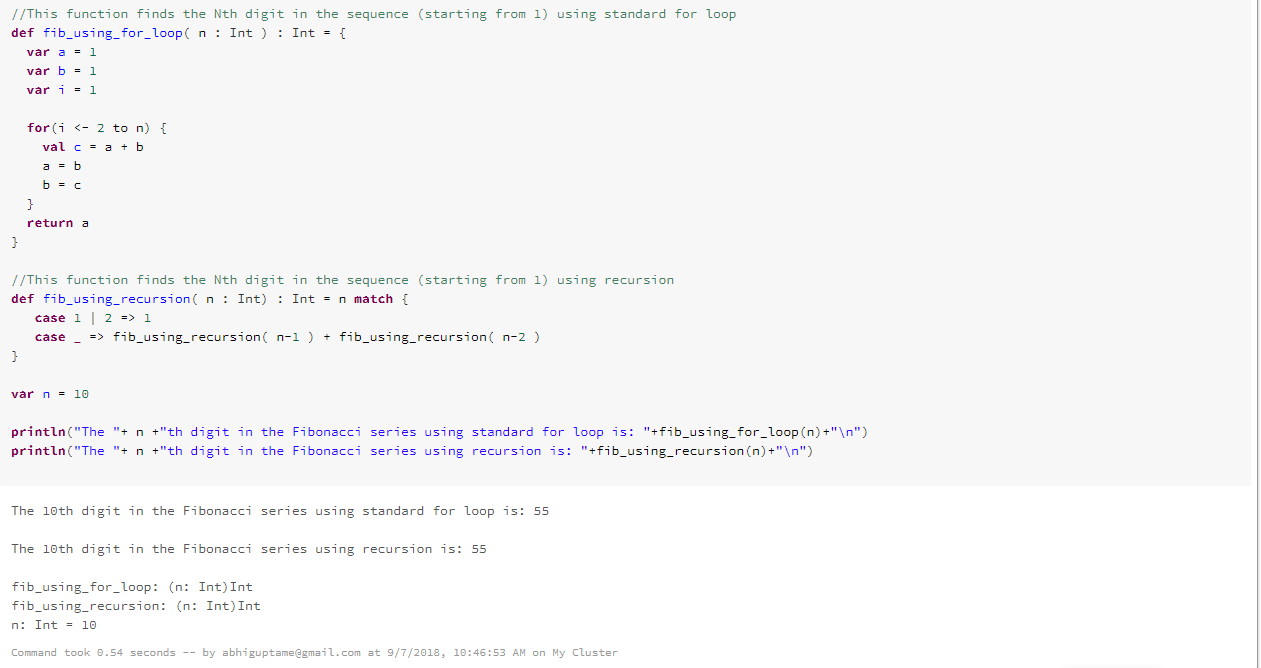 //This function finds the Nth digit in the sequence (starting from 1) using standard for loop
def fib_using_for_loop( n : Int ) : Int = {
  var a = 1
  var b = 1
  var i = 1

  for(i <- 2 to n) {
    val c = a + b
    a = b
    b = c
  }
  return a
}

//This function finds the Nth digit in the sequence (starting from 1) using recursion
def fib_using_recursion( n : Int) : Int = n match {
   case 1 | 2 => 1
   case _ => fib_using_recursion( n-1 ) + fib_using_recursion( n-2 )
}

var n = 10

println("The "+ n +"th digit in the Fibonacci series using standard for loop is: "+fib_using_for_loop(n)+"\n")
println("The "+ n +"th digit in the Fibonacci series using recursion is: "+fib_using_recursion(n)+"\n")

The 10th digit in the Fibonacci series using standard for loop is: 55

The 10th digit in the Fibonacci series using recursion is: 55

fib_using_for_loop: (n: Int)Int
fib_using_recursion: (n: Int)Int
n: Int = 10
Command took 0.54 seconds -- by abhiguptame@gmail.com at 9/7/2018, 10:46:53 AM on My Cluster